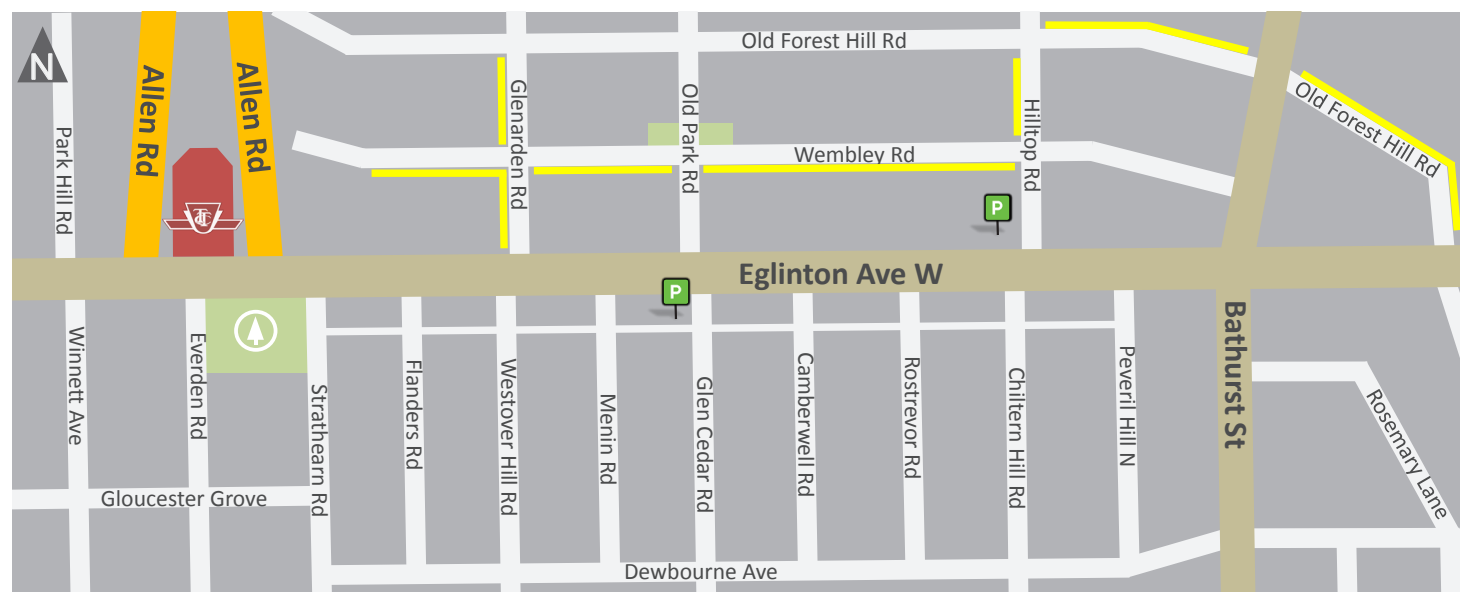 N
Park Hill Rd
Allen Rd
Allen Rd
TTC
Glenarden Rd
Old Park Rd
Old Forest Hill Rd
Hilltop Rd
Old Forest Hill Rd
Wembley Rd
P
P
Eglinton Ave W
Bathurst St
Winnett Ave
Everden Rd
Strathearn Rd
Flanders Rd
Westover Hill Rd
Menin Rd
Glen Cedar Rd
Camberwell Rd
Rostrevor Rd
Chiltern Hill Rd
Peveril Hill N
Rosemary Lane
Gloucester Grove
Dewbourne Ave